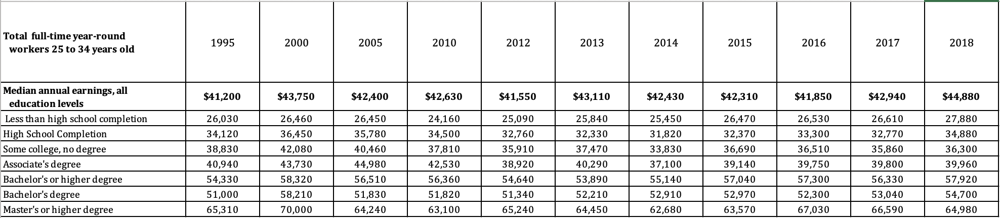 Total full-time year-round
workers 25 to 34 years old
1995 2000 2005 2010 2012 2013 2014 2015 2016 2017 2018
Median annual earnings, all
education levels
$41,200 $43,750 $42,400 $42,630 $41,550 $43,110 $42,430 $42,310 $41,850 $42,940 $44,880
Less than high school completion 26,030 26,460 26,450 24,160 25,090 25,840 25,450 26,470 26,530 26,610 27,880
High School Completion 34,120 36,450 35,780 34,500 32,760 32,330 31,820 32,370 33,300 32,770 34,880
Some college, no degree 38,830 42,080 40,460 37,810 35,910 37,470 33,830 36,690 36,510 35,860 36,300
Associate's degree 40,940 43,730 44,980 42,530 38,920 40,290 37,100 39,140 39,750 39,800 39,960
Bachelor's or higher degree 54,330 58,320 56,510 56,360 54,640 53,890 55,140 57,040 57,300 56,330 57,920
Bachelor's degree 51,000 58,210 51,830 51,820 51,340 52,210 52,910 52,970 52,300 53,040 54,700
Master's or higher degree 65,310 70,000 64,240 63,100 65,240 64,450 62,680 63,570 67,030 66,590 64,980